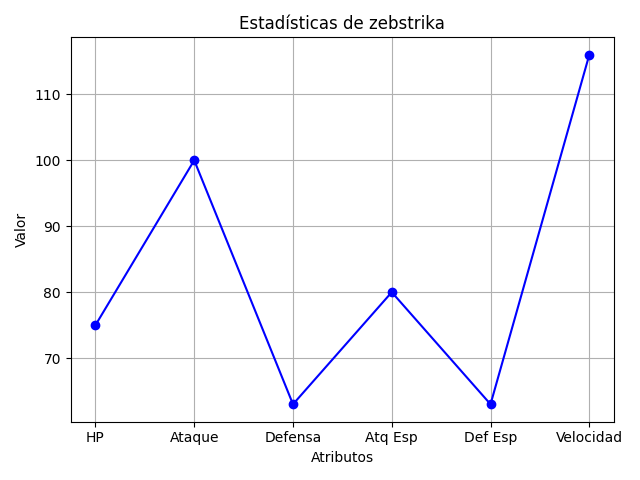 Estadísticas de zebstrika
Valor
110
100
90
80
70
HP Ataque Defensa Atq Esp Def Esp Velocidad
Atributos